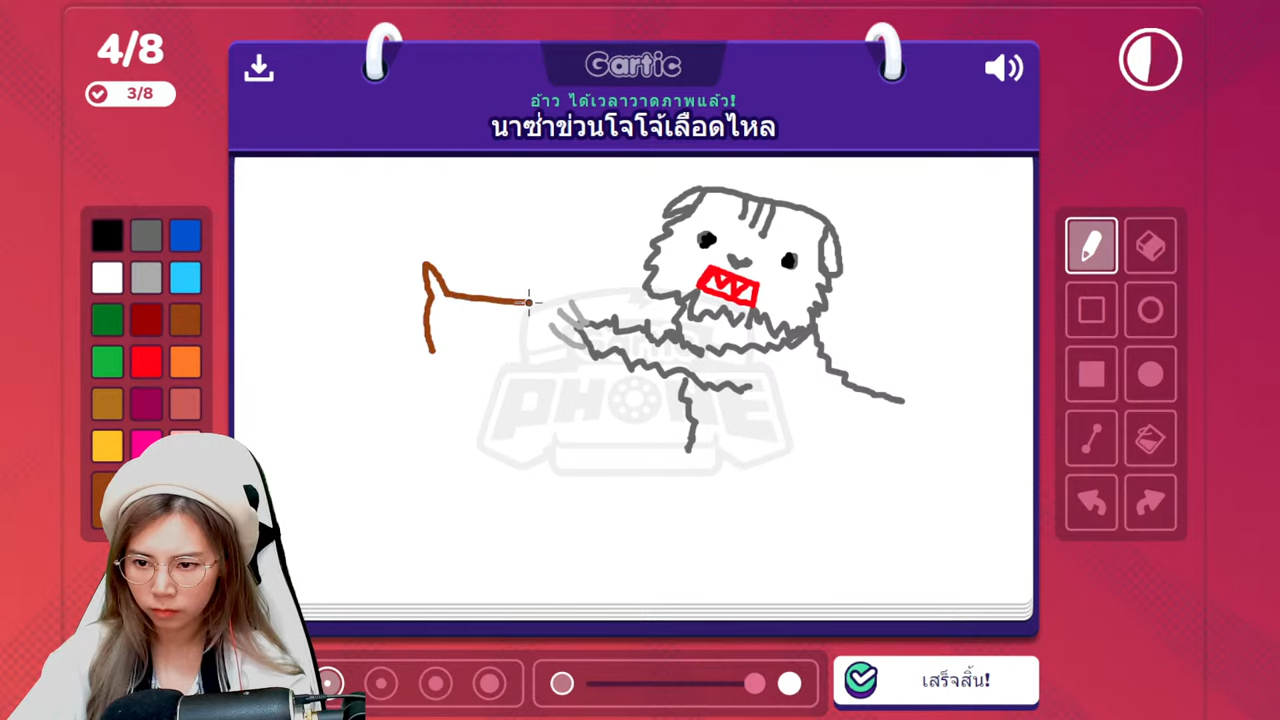 4/8
3/8
Gartic
อ้าว ได้เวลาวาดภาพแล้ว!
นาซ่าข่วนโจโจ้เลือดไหล
Gartic
PHONE
เสร็จสิ้น!